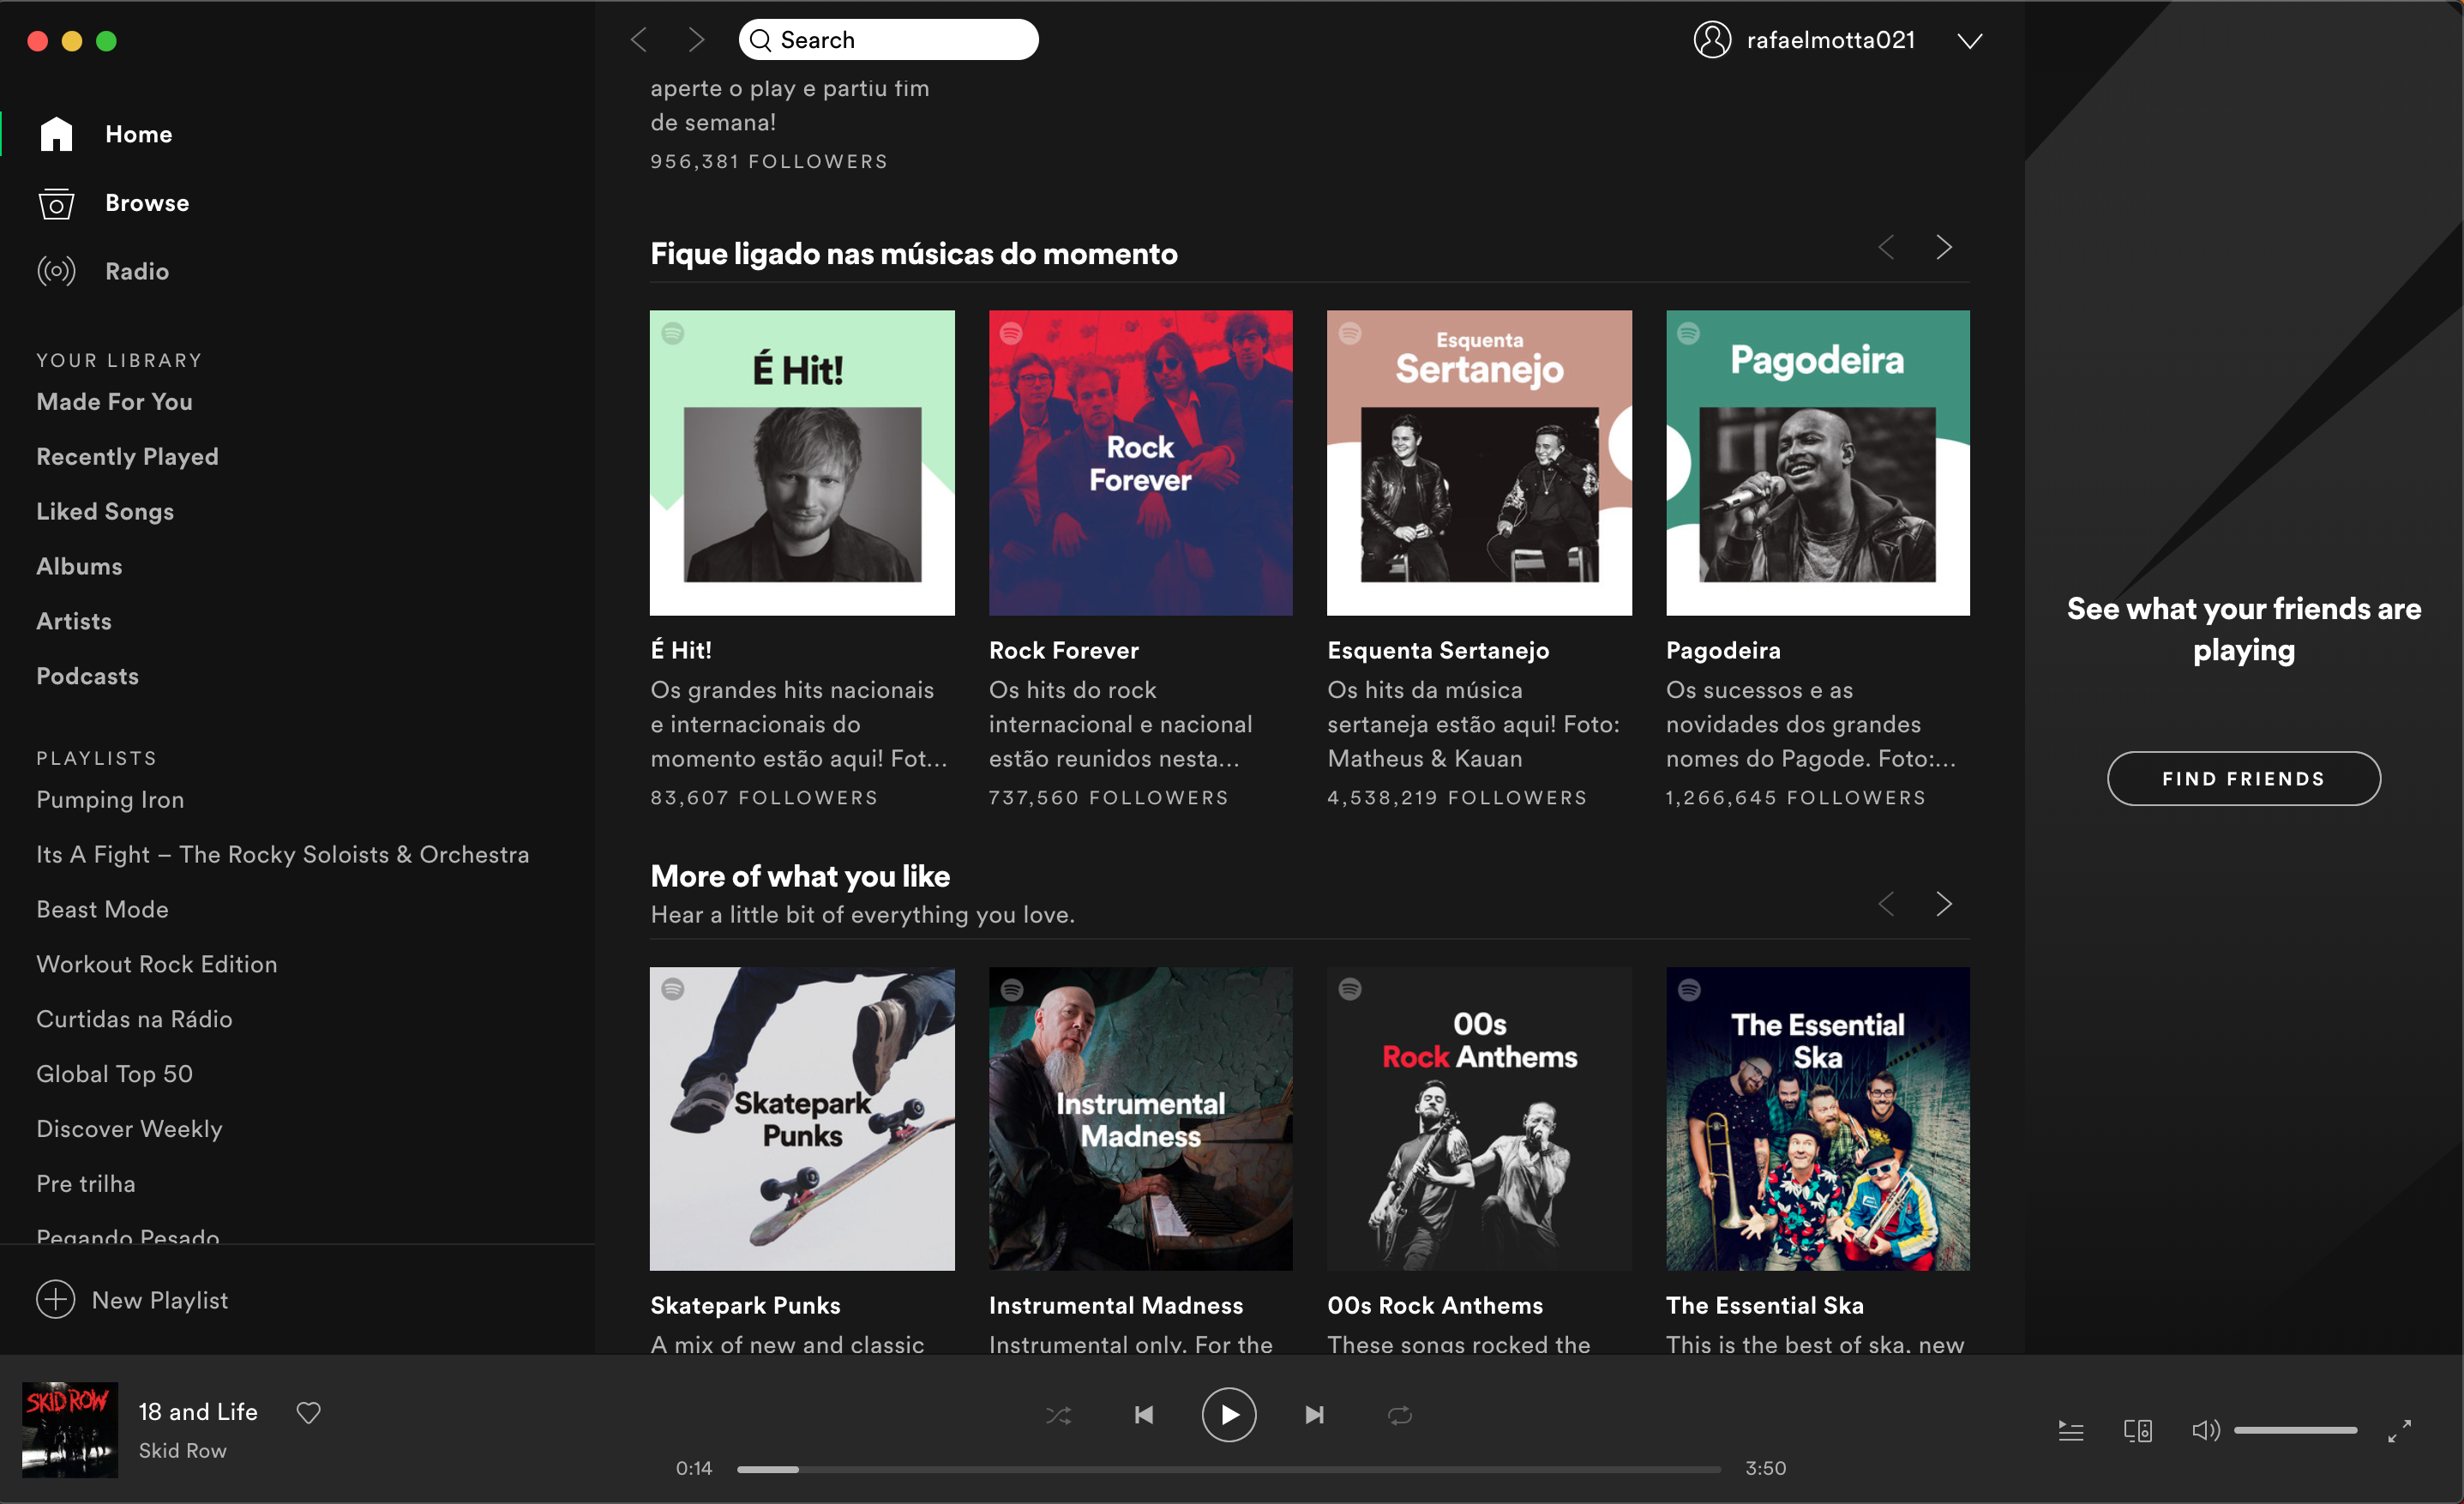 Search
rafaelmotta021
Home
Browse
Radio
YOUR LIBRARY
Made For You
Recently Played
Liked Songs
Albums
Artists
Podcasts
PLAYLISTS
Pumping Iron
Its A Fight – The Rocky Soloists & Orchestra
Beast Mode
Workout Rock Edition
Curtidas na Rádio
Global Top 50
Discover Weekly
Pre trilha
Pegando Pesado
New Playlist
aperte o play e partiu fim
de semana!
956,381 FOLLOWERS
Fique ligado nas músicas do momento
É Hit!
Rock
Forever
Esquenta
Sertanejo
Pagodeira
É Hit!
Os grandes hits nacionais
e internacionais do
momento estão aqui! Fot...
83,607 FOLLOWERS
Rock Forever
Os hits do rock
internacional e nacional
estão reunidos nesta...
737,560 FOLLOWERS
Esquenta Sertanejo
Os hits da música
sertaneja estão aqui! Foto:
Matheus & Kauan
4,538,219 FOLLOWERS
Pagodeira
Os sucessos e as
novidades dos grandes
nomes do Pagode. Foto:...
1,266,645 FOLLOWERS
More of what you like
Hear a little bit of everything you love.
Skatepark
Punks
Instrumental
Madness
00s
Rock Anthems
The Essential
Ska
Skatepark Punks
A mix of new and classic
Instrumental Madness
Instrumental only. For the
00s Rock Anthems
These songs rocked the
The Essential Ska
This is the best of ska, new
See what your friends are
playing
FIND FRIENDS
SKID ROW
18 and Life
Skid Row
0:14
3:50